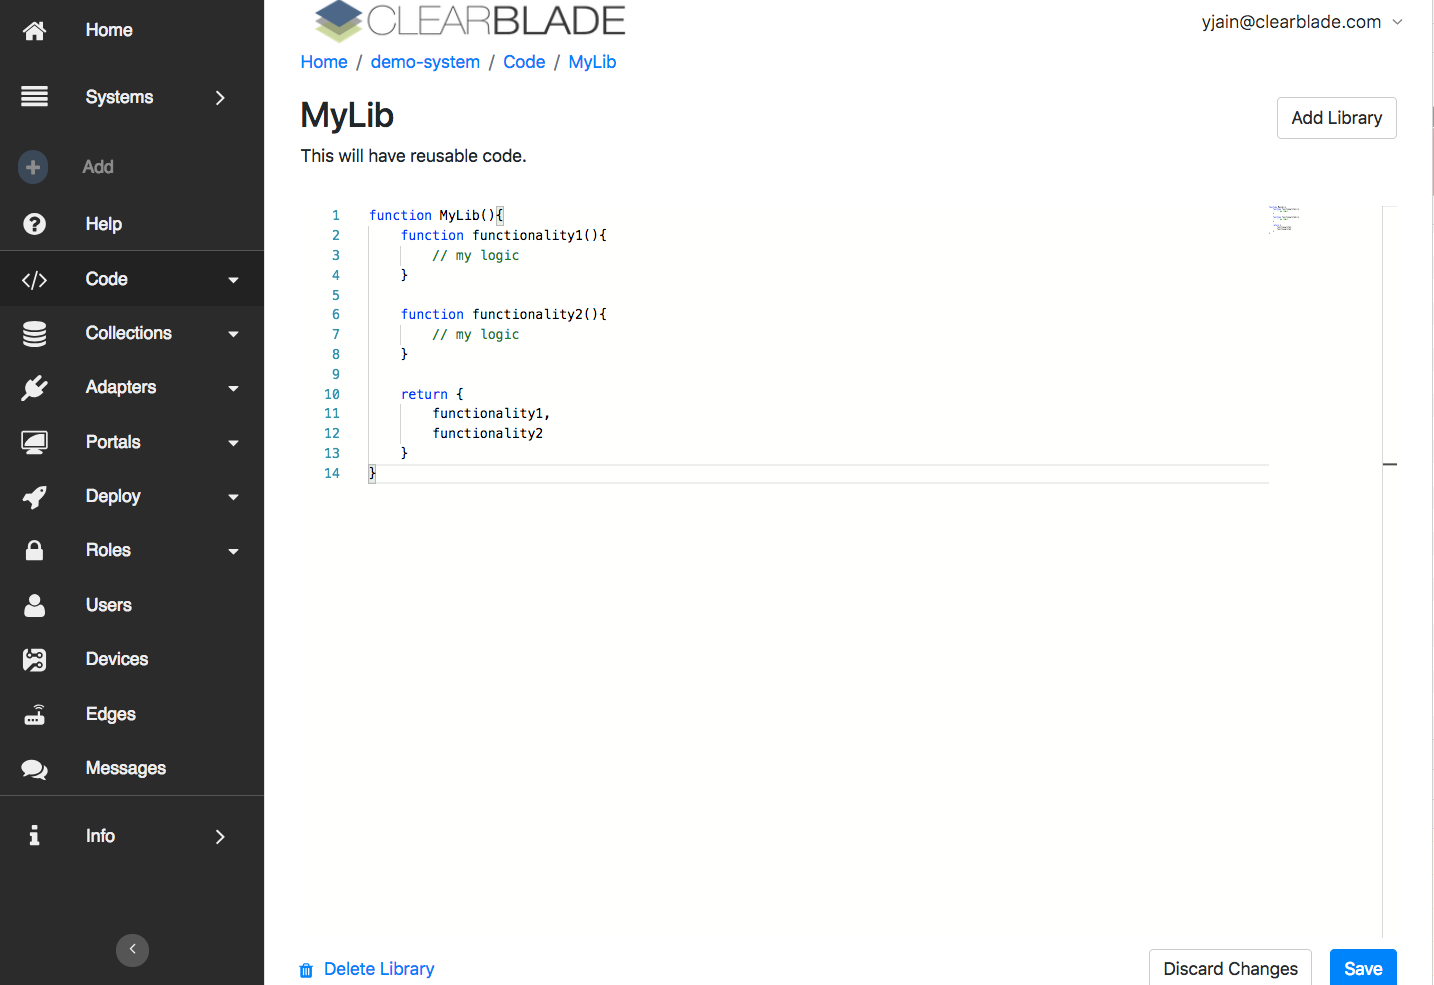 Home
Systems
Add
Help
Code
Collections
Adapters
Portals
Deploy
Roles
Users
Devices
Edges
Messages
Info
CLEARBLADE
yjain@clearblade.com
Home / demo-system / Code / MyLib
MyLib
Add Library
This will have reusable code.
1 function MyLib(){
2 function functionality1(){
3 // my logic
4 }
5
6 function functionality2(){
7 // my logic
8 }
9
10 return {
11 functionality1,
12 functionality2
13 }
14 }
Delete Library
Discard Changes
Save